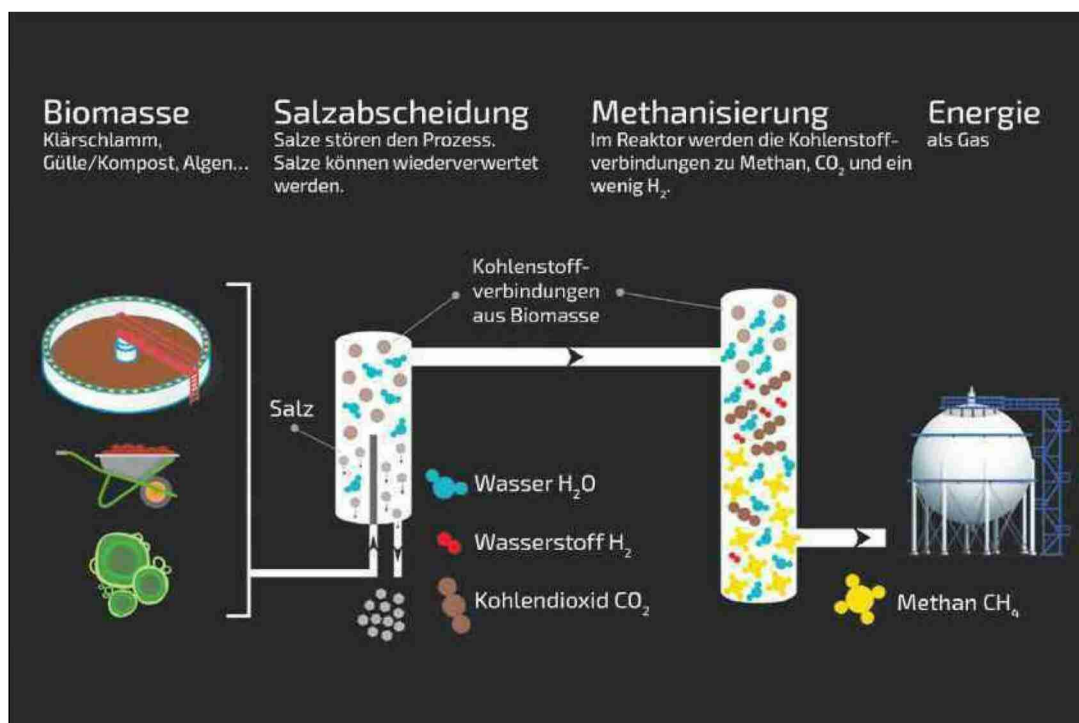 Biomasse
Klärschlamm,
Gülle/Kompost, Algen...
Salzabscheidung
Salze stören den Prozess.
Salze können wiederverwertet
werden.
Methanisierung
Im Reaktor werden die Kohlenstoff-
verbindungen zu Methan, CO₂ und ein
wenig H₂.
Energie
als Gas
Kohlenstoff-
verbindungen
aus Biomasse
Salz
Wasser H₂O
Wasserstoff H₂
Kohlendioxid CO₂
Methan CH₄